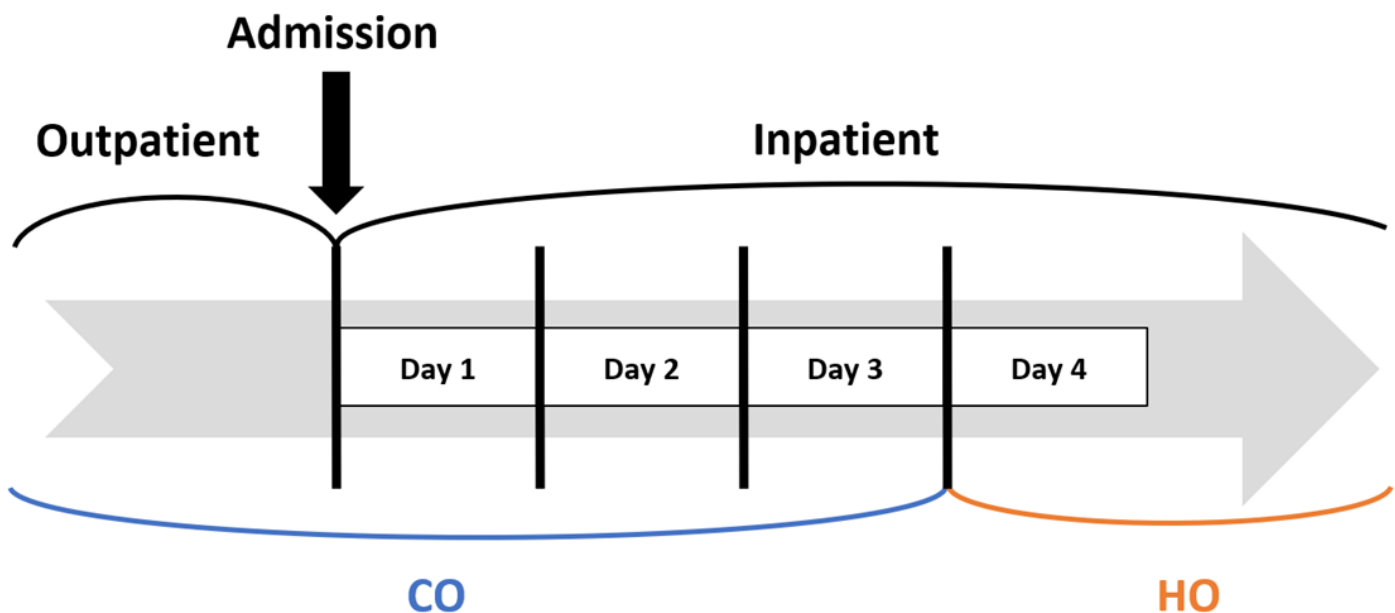 Admission
Outpatient
Inpatient
Day 1
Day 2
Day 3
Day 4
CO
HO